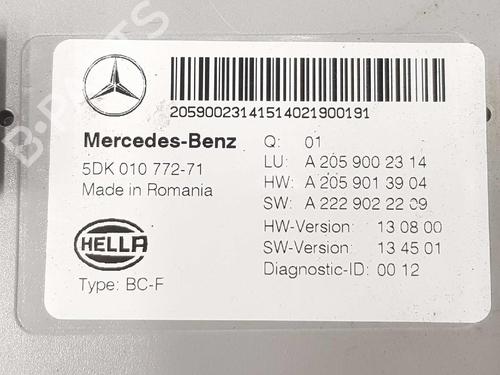 20590023141514021900191
Mercedes-Benz
5DK 010 772-71
Made in Romania
HELLA
Type: BC-F
Q: 01
LU: A 205 900 23 14
HW: A 205 901 39 04
SW: A 222 902 22 09
HW-Version: 13 08 00
SW-Version: 13 45 01
Diagnostic-ID: 00 12
B-PARTS